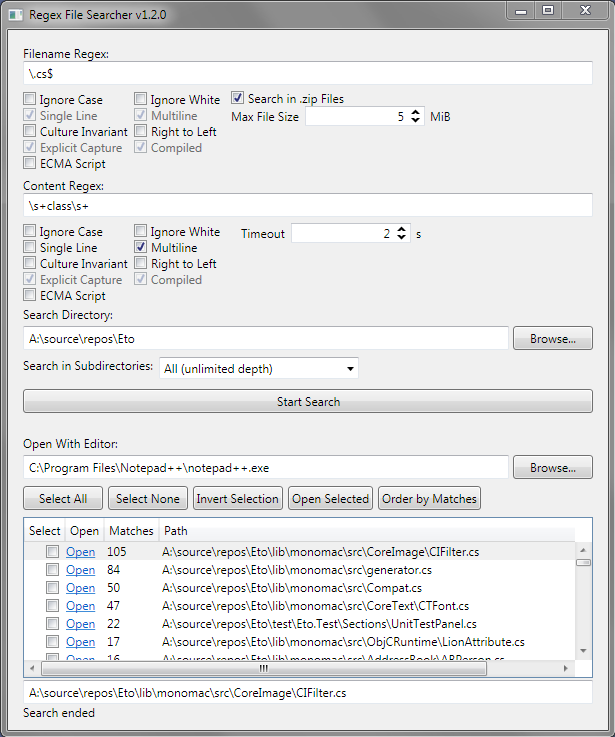 Regex File Searcher v1.2.0
Filename Regex:
\.cs$
Ignore Case Ignore White Search in .zip Files
Single Line Multiline Max File Size 5 MiB
Culture Invariant Right to Left
Explicit Capture Compiled
ECMA Script
Content Regex:
\s+class\s+
Ignore Case Ignore White Timeout 2 s
Single Line Multiline
Culture Invariant Right to Left
Explicit Capture Compiled
ECMA Script
Search Directory:
A:\source\repos\Eto Browse...
Search in Subdirectories: All (unlimited depth)
Start Search
Open With Editor:
C:\Program Files\Notepad++\notepad++.exe Browse...
Select All Select None Invert Selection Open Selected Order by Matches
Select Open Matches Path
Open 105 A:\source\repos\Eto\lib\monomac\src\CoreImage\CIFilter.cs
Open 84 A:\source\repos\Eto\lib\monomac\src\generator.cs
Open 50 A:\source\repos\Eto\lib\monomac\src\Compat.cs
Open 47 A:\source\repos\Eto\lib\monomac\src\CoreText\CTFont.cs
Open 22 A:\source\repos\Eto\test\Eto.Test\Sections\UnitTestPanel.cs
Open 17 A:\source\repos\Eto\lib\monomac\src\ObjCRuntime\LionAttribute.cs
Open 16 A:\source\repos\Eto\lib\monomac\src\AddressBook\ABPerson.cs
A:\source\repos\Eto\lib\monomac\src\CoreImage\CIFilter.cs
Search ended